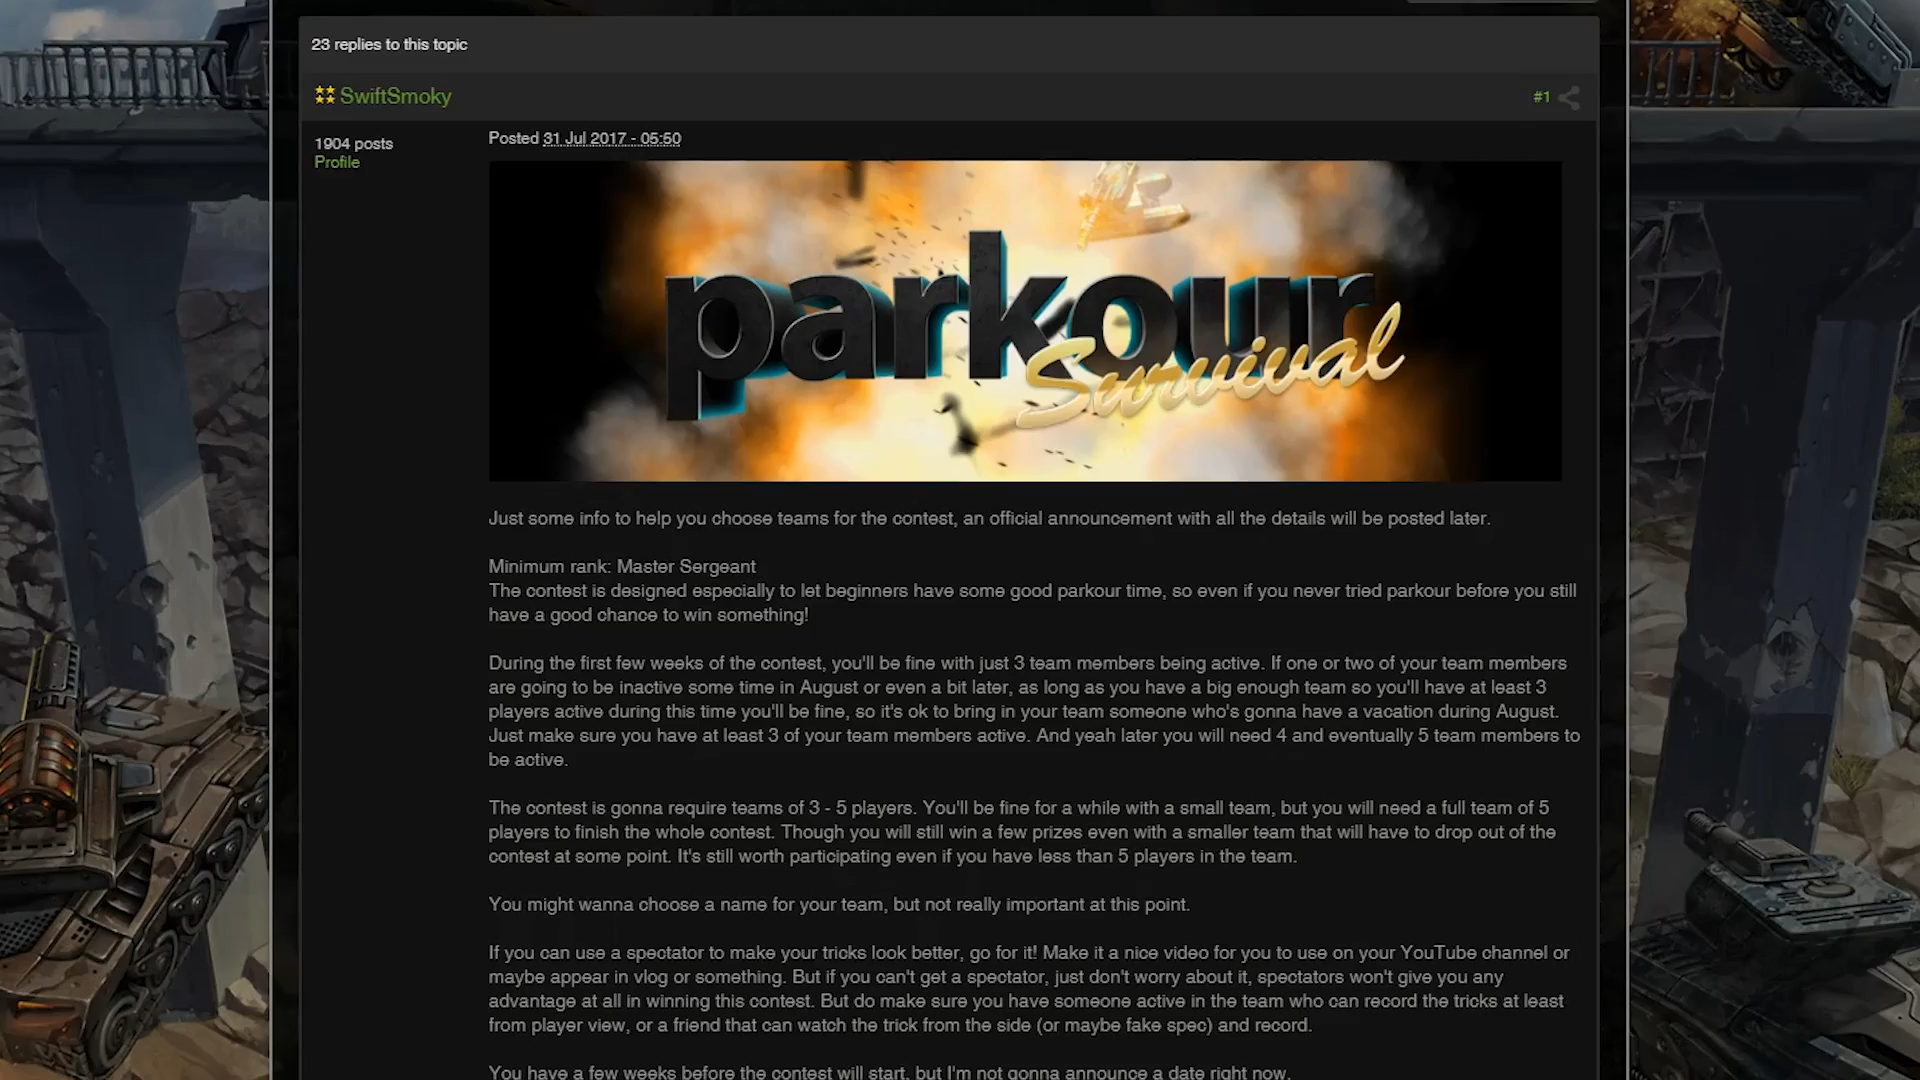 23 replies to this topic
SwiftSmoky
#1
1904 posts
Profile
Posted 31 Jul 2017 - 05:50
parkour
Survival
Just some info to help you choose teams for the contest, an official announcement with all the details will be posted later.
Minimum rank: Master Sergeant
The contest is designed especially to let beginners have some good parkour time, so even if you never tried parkour before you still
have a good chance to win something!
During the first few weeks of the contest, you'll be fine with just 3 team members being active. If one or two of your team members
are going to be inactive some time in August or even a bit later, as long as you have a big enough team so you'll have at least 3
players active during this time you'll be fine, so it's ok to bring in your team someone who's gonna have a vacation during August.
Just make sure you have at least 3 of your team members active. And yeah later you will need 4 and eventually 5 team members to
be active.
The contest is gonna require teams of 3 - 5 players. You'll be fine for a while with a small team, but you will need a full team of 5
players to finish the whole contest. Though you will still win a few prizes even with a smaller team that will have to drop out of the
contest at some point. It's still worth participating even if you have less than 5 players in the team.
You might wanna choose a name for your team, but not really important at this point.
If you can use a spectator to make your tricks look better, go for it! Make it a nice video for you to use on your YouTube channel or
maybe appear in vlog or something. But if you can't get a spectator, just don't worry about it, spectators won't give you any
advantage at all in winning this contest. But do make sure you have someone active in the team who can record the tricks at least
from player view, or a friend that can watch the trick from the side (or maybe fake spec) and record.
You have a few weeks before the contest will start, but I'm not gonna announce a date right now.